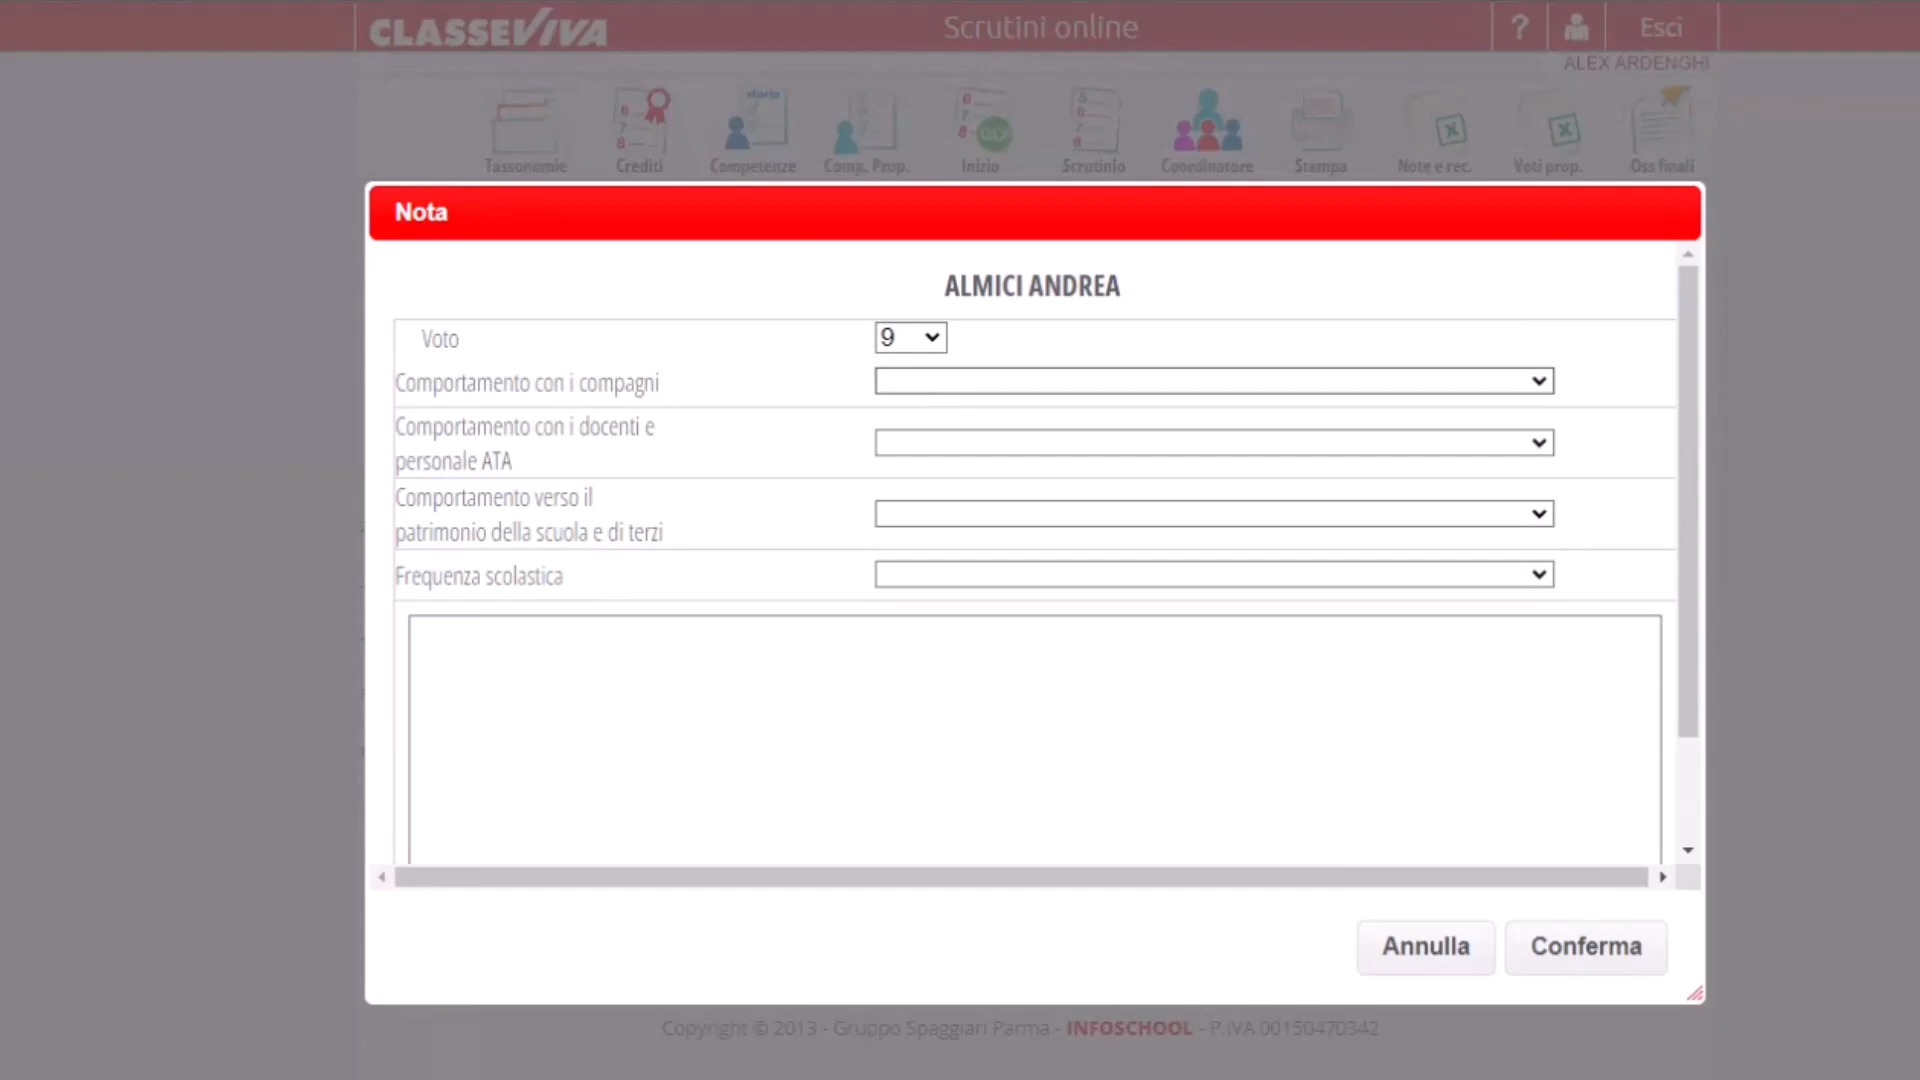 CLASSEVIVA
Scrutini online
?
Esci
ALEX ARDENGHI
Tassonomie
Crediti
Competenze
Comp. Prop.
Inizio
Scrutinio
Coordinatore
Stampa
Note e rec.
Voti prop.
Oss finali
Nota
ALMICI ANDREA
Voto
9
Comportamento con i compagni
Comportamento con i docenti e
personale ATA
Comportamento verso il
patrimonio della scuola e di terzi
Frequenza scolastica
Annulla
Conferma
Copyright © 2013 - Gruppo Spaggiari Parma - INFOSCHOOL - P.IVA 00150470342